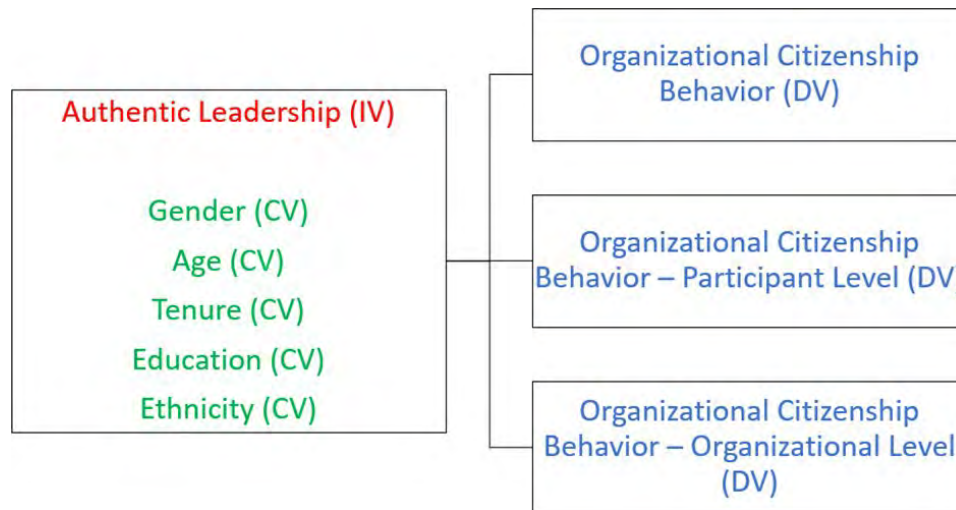 Authentic Leadership (IV)
Gender (CV)
Age (CV)
Tenure (CV)
Education (CV)
Ethnicity (CV)
Organizational Citizenship
Behavior (DV)
Organizational Citizenship
Behavior – Participant Level (DV)
Organizational Citizenship
Behavior – Organizational Level
(DV)